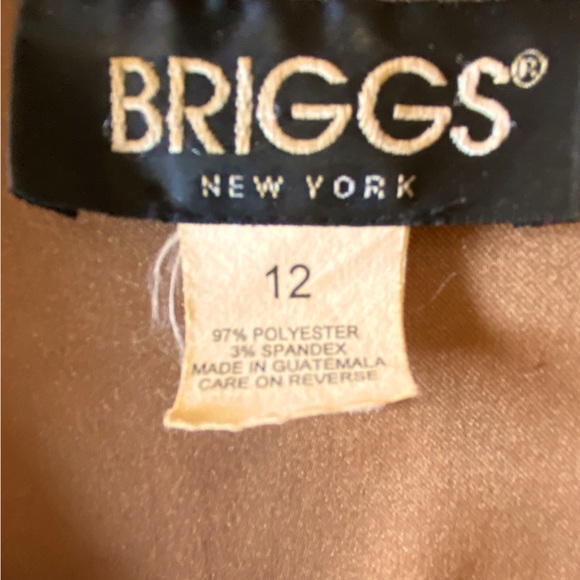 BRIGGS®
NEW YORK
12
97% POLYESTER
3% SPANDEX
MADE IN GUATEMALA
CARE ON REVERSE